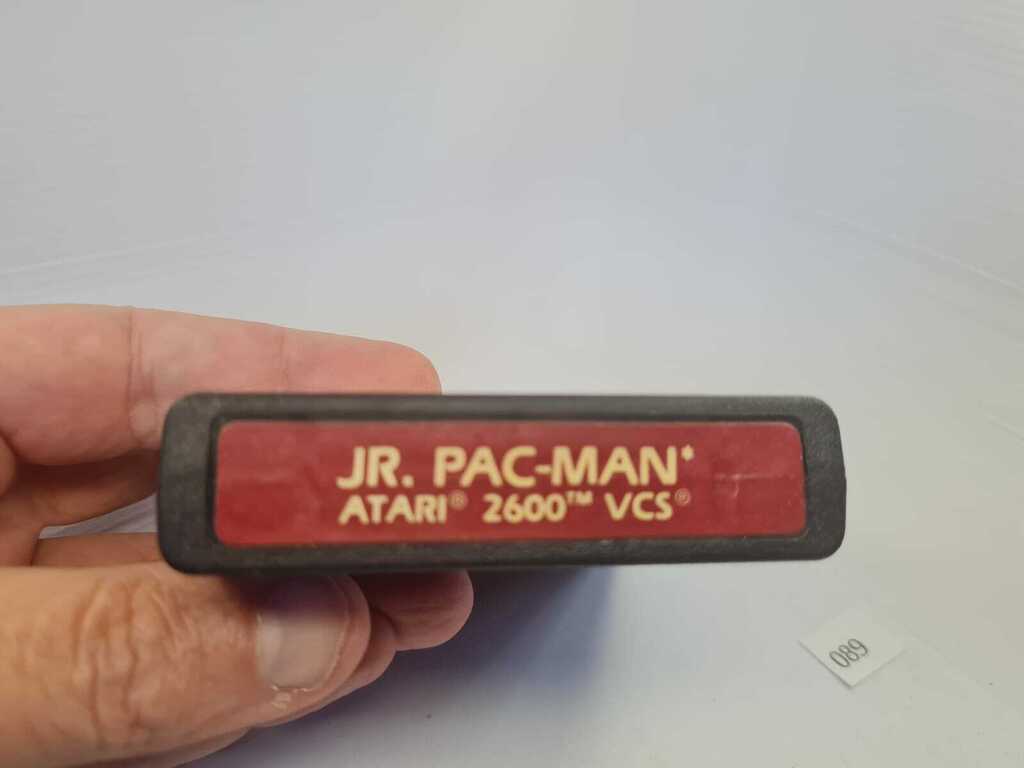 JR. PAC-MAN*
ATARI® 2600™ VCS®
089